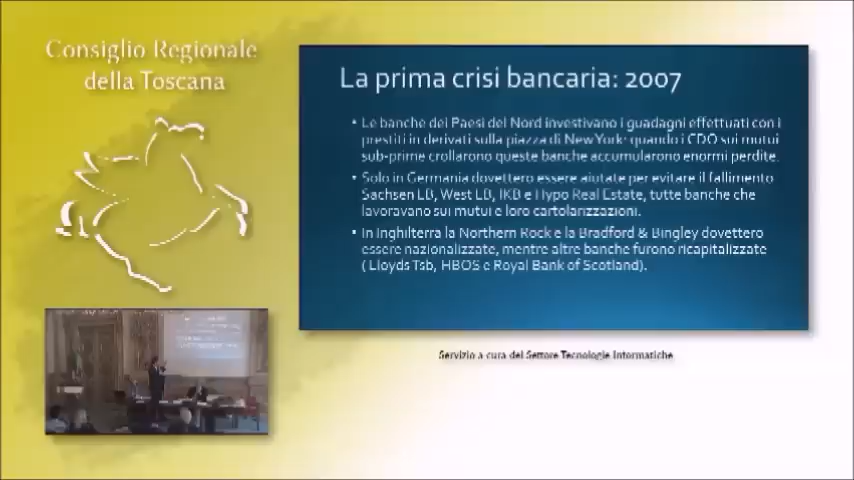 Consiglio Regionale
della Toscana
La prima crisi bancaria: 2007
• Le banche dei Paesi del Nord investivano i guadagni effettuati con i
prestiti in derivati sulla piazza di New York: quando i CDO sui mutui
sub-prime crollarono queste banche accumularono enormi perdite.
• Solo in Germania dovettero essere aiutate per evitare il fallimento
Sachsen LB, West LB, IKB e Hypo Real Estate, tutte banche che
lavoravano sui mutui e loro cartolarizzazioni.
• In Inghilterra la Northern Rock e la Bradford & Bingley dovettero
essere nazionalizzate, mentre altre banche furono ricapitalizzate
( Lloyds Tsb, HBOS e Royal Bank of Scotland).
Servizio a cura del Settore Tecnologie Informatiche